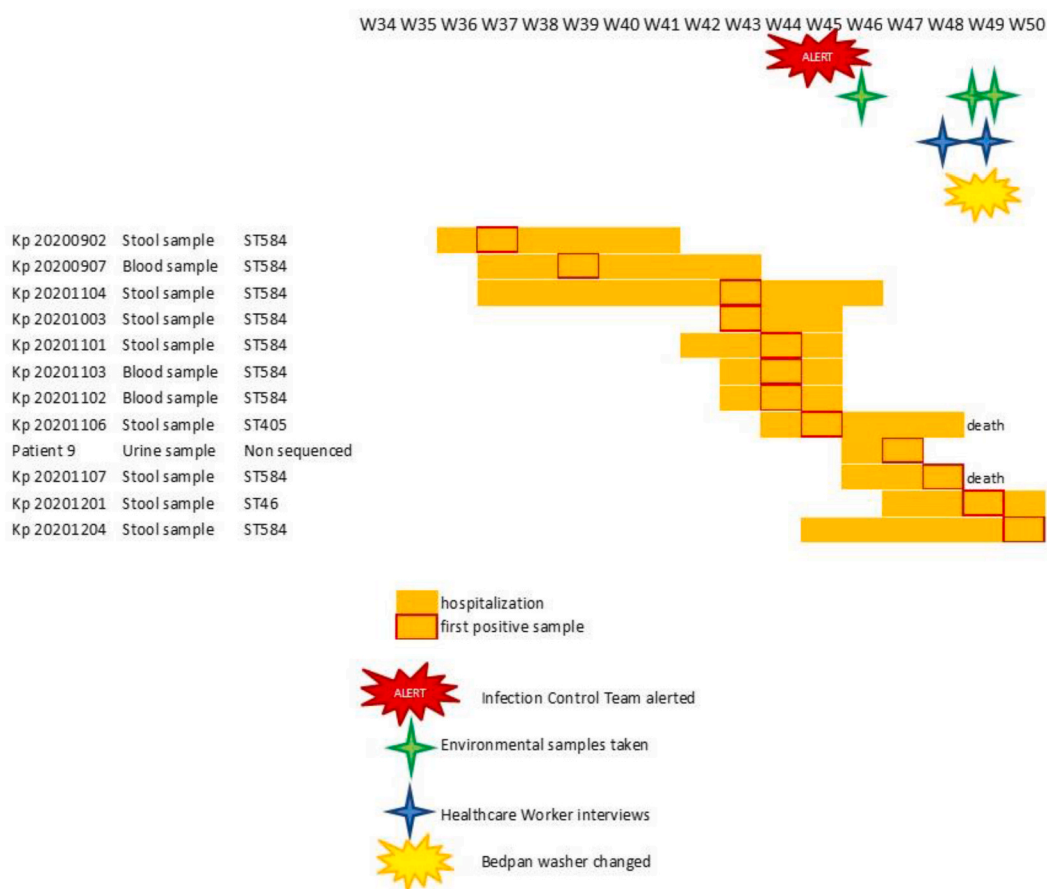 W34 W35 W36 W37 W38 W39 W40 W41 W42 W43 W44 W45 W46 W47 W48 W49 W50
ALERT
Kp 20200902 Stool sample ST584
Kp 20200907 Blood sample ST584
Kp 20201104 Stool sample ST584
Kp 20201003 Stool sample ST584
Kp 20201101 Stool sample ST584
Kp 20201103 Blood sample ST584
Kp 20201102 Blood sample ST584
Kp 20201106 Stool sample ST405 death
Patient 9 Urine sample Non sequenced
Kp 20201107 Stool sample ST584 death
Kp 20201201 Stool sample ST46
Kp 20201204 Stool sample ST584
hospitalization
first positive sample
ALERT Infection Control Team alerted
Environmental samples taken
Healthcare Worker interviews
Bedpan washer changed